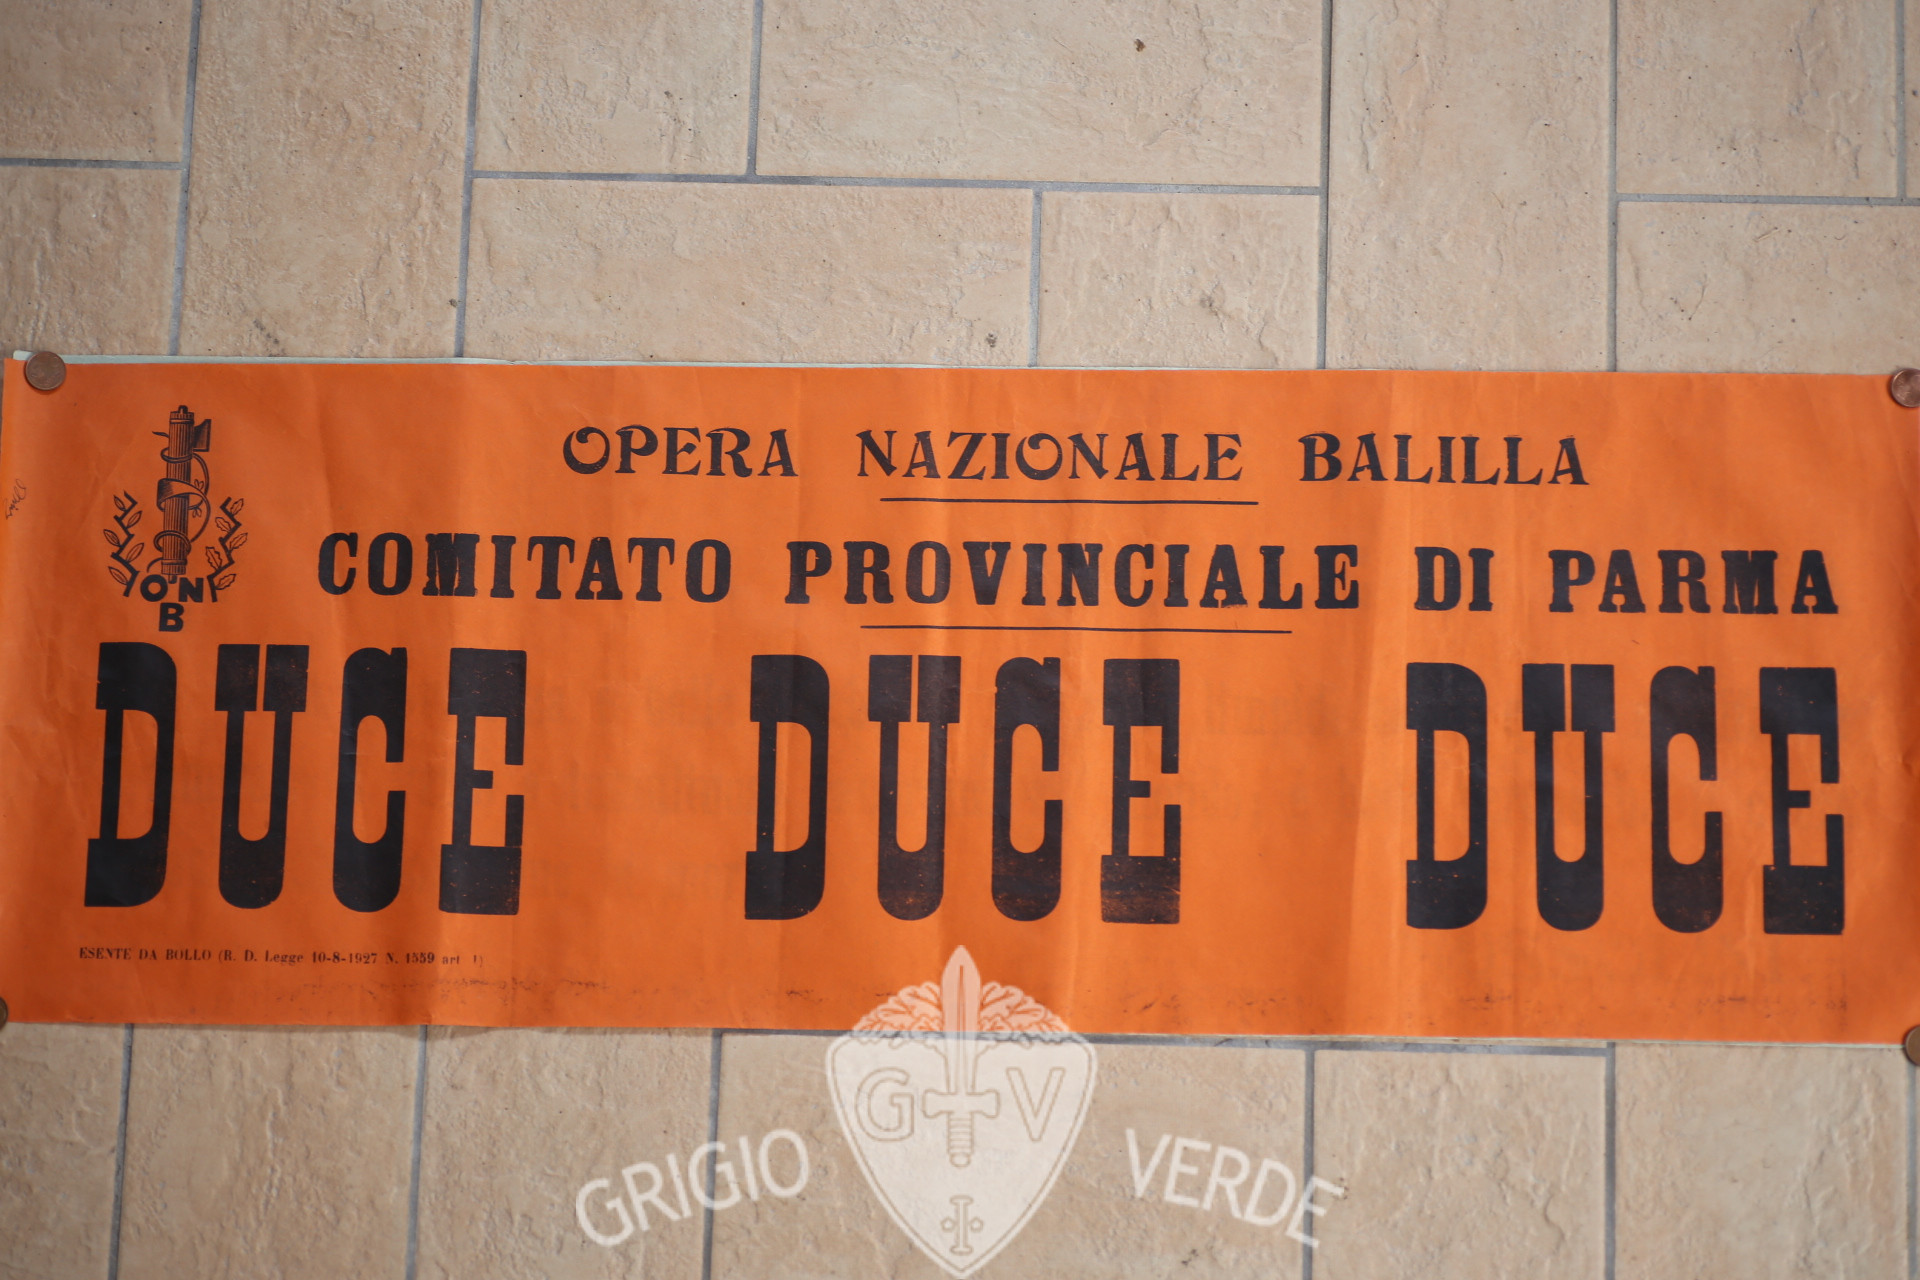 OPERA NAZIONALE BALILLA
COMITATO PROVINCIALE DI PARMA
O N
B
DUCE DUCE DUCE
ESENTE DA BOLLO (R. D. Legge 10-8-1927 N. 1559 art 1)
G V
GRIGIO VERDE